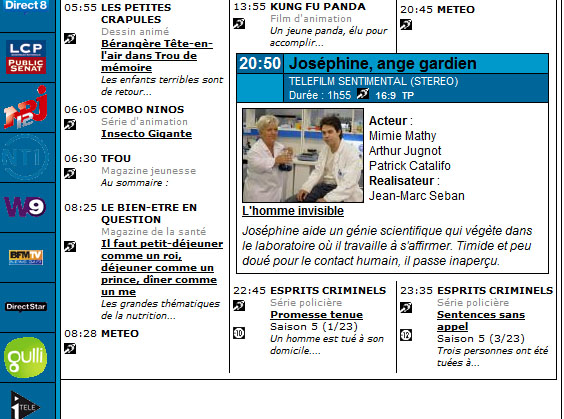 Direct 8
LCP
PUBLIC
SENAT
NRJ
12
NT1
W9
BFM TV
DirectStar
gulli
i TELE
05:55 LES PETITES
CRAPULES
Dessin animé
Bérangère Tête-en-
l'air dans Trou de
mémoire
Les enfants terribles sont
de retour...
06:05 COMBO NINOS
Série d'animation
Insecto Gigante
06:30 TFOU
Magazine jeunesse
Au sommaire :
08:25 LE BIEN-ETRE EN
QUESTION
Magazine de la santé
Il faut petit-déjeuner
comme un roi,
déjeuner comme un
prince, dîner comme
un me
Les grandes thématiques
de la nutrition...
08:28 METEO
13:55 KUNG FU PANDA
Film d'animation
Un jeune panda, élu pour
accomplir...
20:45 METEO
20:50 Joséphine, ange gardien
TELEFILM SENTIMENTAL (STEREO)
Durée : 1h55 16:9 TP
Acteur :
Mimie Mathy
Arthur Jugnot
Patrick Catalifo
Realisateur :
Jean-Marc Seban
L'homme invisible
Joséphine aide un génie scientifique qui végète dans
le laboratoire où il travaille à s'affirmer. Timide et peu
doué pour le contact humain, il passe inaperçu.
22:45 ESPRITS CRIMINELS
Série policière
Promesse tenue
Saison 5 (1/23)
10
Un homme est tué à son
domicile....
23:35 ESPRITS CRIMINELS
Série policière
Sentences sans
appel
Saison 5 (3/23)
12
Trois personnes ont été
tuées à...